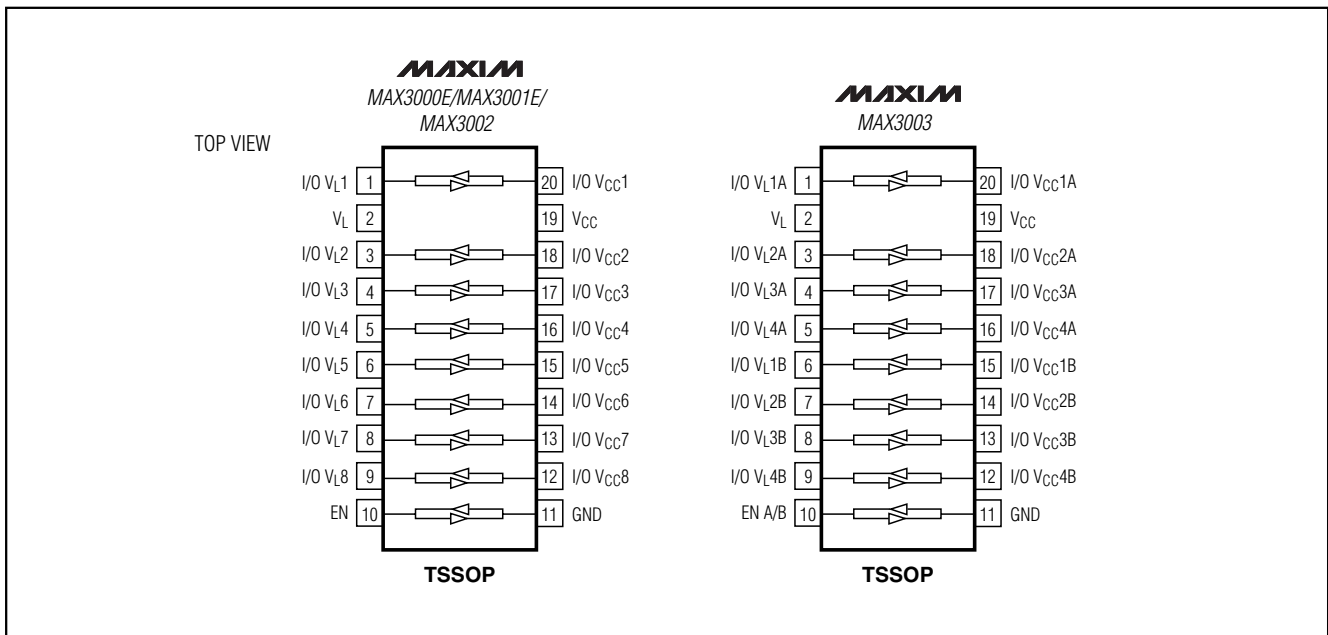 MAXIM
MAX3000E/MAX3001E/
MAX3002
TOP VIEW
I/O VL1 1 20 I/O VCC1
VL 2 19 VCC
I/O VL2 3 18 I/O VCC2
I/O VL3 4 17 I/O VCC3
I/O VL4 5 16 I/O VCC4
I/O VL5 6 15 I/O VCC5
I/O VL6 7 14 I/O VCC6
I/O VL7 8 13 I/O VCC7
I/O VL8 9 12 I/O VCC8
EN 10 11 GND
TSSOP
MAXIM
MAX3003
I/O VL1A 1 20 I/O VCC1A
VL 2 19 VCC
I/O VL2A 3 18 I/O VCC2A
I/O VL3A 4 17 I/O VCC3A
I/O VL4A 5 16 I/O VCC4A
I/O VL1B 6 15 I/O VCC1B
I/O VL2B 7 14 I/O VCC2B
I/O VL3B 8 13 I/O VCC3B
I/O VL4B 9 12 I/O VCC4B
EN A/B 10 11 GND
TSSOP